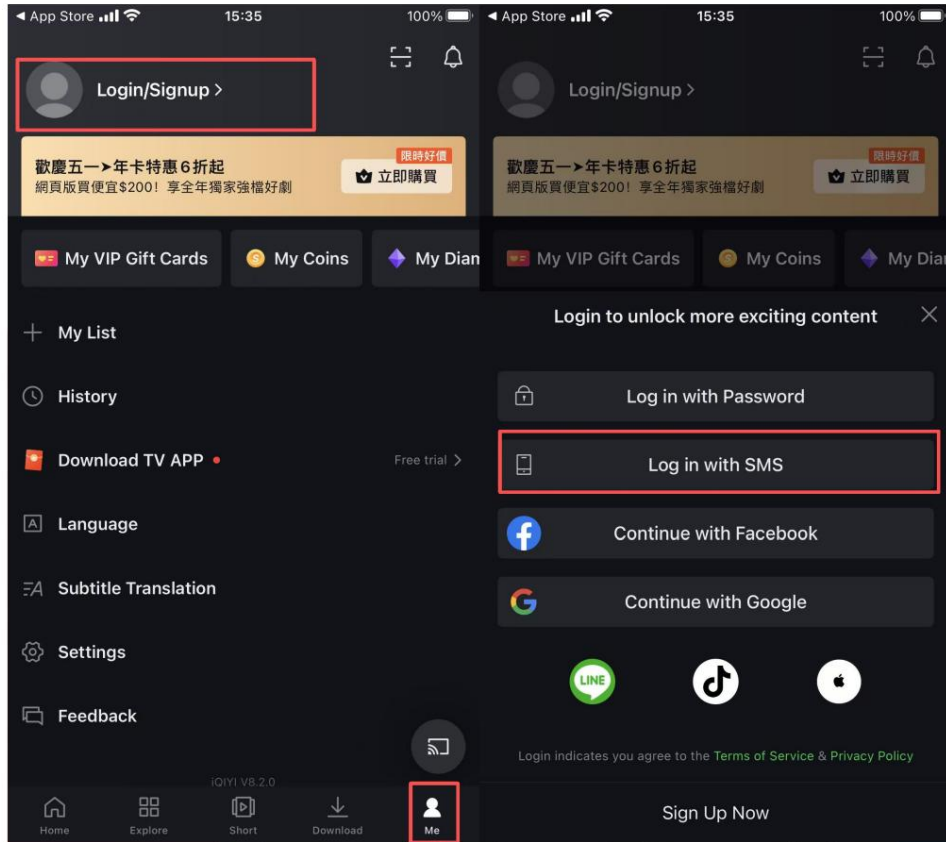 App Store
15:35
100%
Login/Signup >
歡慶五一➤年卡特惠6折起
網頁版買便宜$200！享全年獨家強檔好劇
限時好價
立即購買
My VIP Gift Cards
My Coins
My Diam
My List
History
Download TV APP
Free trial >
Language
Subtitle Translation
Settings
Feedback
iQIYI V8.2.0
Home
Explore
Short
Download
Me
App Store
15:35
100%
Login/Signup >
歡慶五一➤年卡特惠6折起
網頁版買便宜$200！享全年獨家強檔好劇
限時好價
立即購買
My VIP Gift Cards
My Coins
My Diar
Login to unlock more exciting content
Log in with Password
Log in with SMS
Continue with Facebook
Continue with Google
LINE
Login indicates you agree to the Terms of Service & Privacy Policy
Sign Up Now